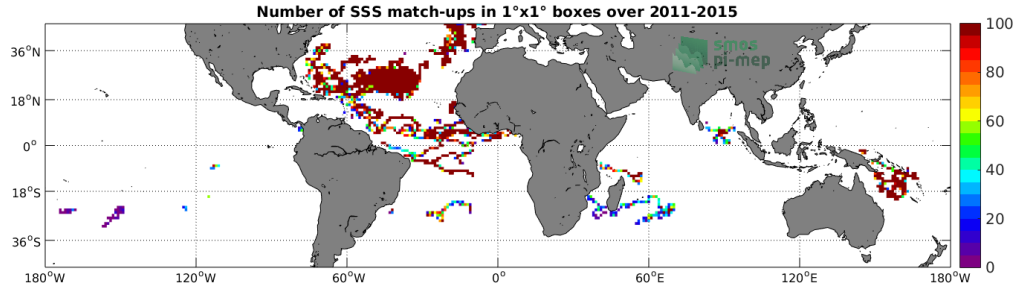 Number of SSS match-ups in 1°x1° boxes over 2011-2015
smos
pi-mep
36°N
18°N
0°
18°S
36°S
180°W
120°W
60°W
0°
60°E
120°E
180°W
100
80
60
40
20
0